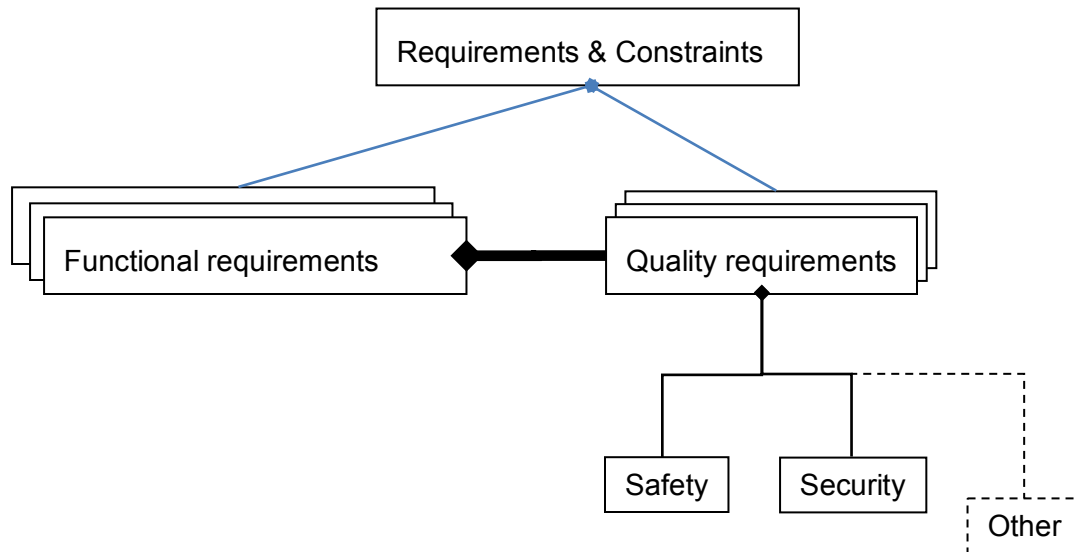 Requirements & Constraints
Functional requirements
Quality requirements
Safety
Security
Other